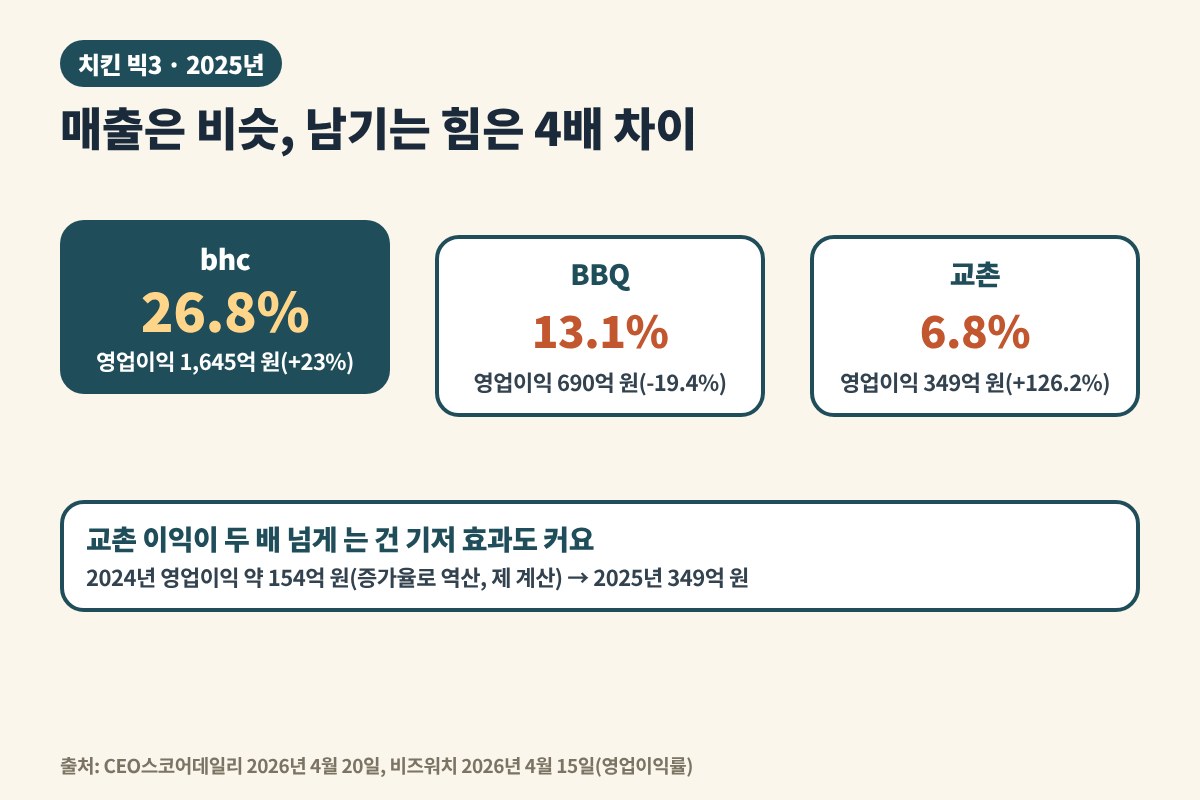 치킨 빅3 · 2025년
매출은 비슷, 남기는 힘은 4배 차이
bhc
26.8%
영업이익 1,645억 원(+23%)
BBQ
13.1%
영업이익 690억 원(-19.4%)
교촌
6.8%
영업이익 349억 원(+126.2%)
교촌 이익이 두 배 넘게 는 건 기저 효과도 커요
2024년 영업이익 약 154억 원(증가율로 역산, 제 계산) → 2025년 349억 원
출처: CEO스코어데일리 2026년 4월 20일, 비즈워치 2026년 4월 15일(영업이익률)